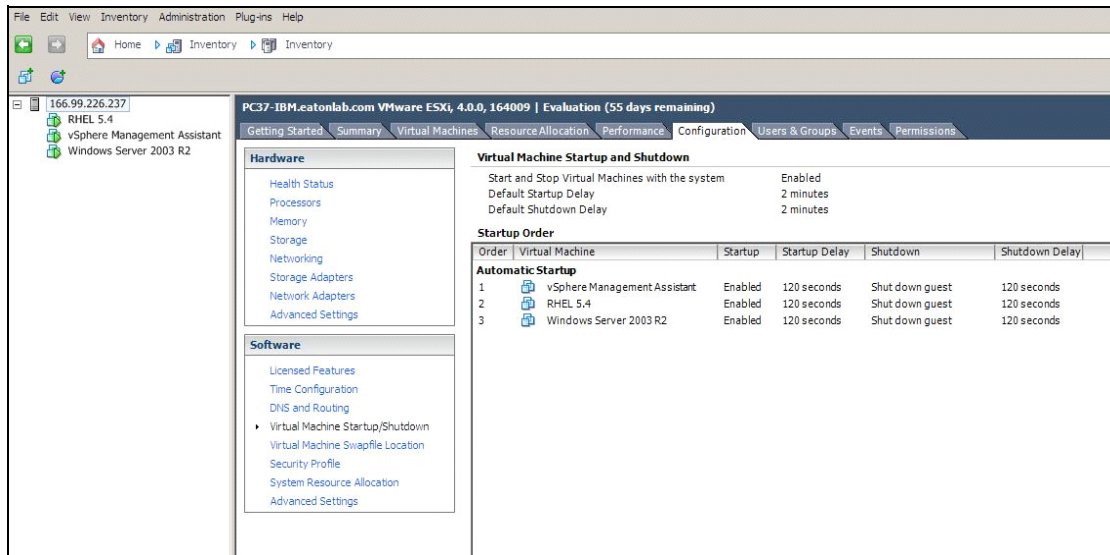 File Edit View Inventory Administration Plug-ins Help
Home Inventory Inventory
166.99.226.237
RHEL 5.4
vSphere Management Assistant
Windows Server 2003 R2
PC37-IBM.eatonlab.com VMware ESXi, 4.0.0, 164009 | Evaluation (55 days remaining)
Getting Started Summary Virtual Machines Resource Allocation Performance Configuration Users & Groups Events Permissions
Hardware
Health Status
Processors
Memory
Storage
Networking
Storage Adapters
Network Adapters
Advanced Settings
Software
Licensed Features
Time Configuration
DNS and Routing
Virtual Machine Startup/Shutdown
Virtual Machine Swapfile Location
Security Profile
System Resource Allocation
Advanced Settings
Virtual Machine Startup and Shutdown
Start and Stop Virtual Machines with the system Enabled
Default Startup Delay 2 minutes
Default Shutdown Delay 2 minutes
Startup Order
Order Virtual Machine Startup Startup Delay Shutdown Shutdown Delay
Automatic Startup
1 vSphere Management Assistant Enabled 120 seconds Shut down guest 120 seconds
2 RHEL 5.4 Enabled 120 seconds Shut down guest 120 seconds
3 Windows Server 2003 R2 Enabled 120 seconds Shut down guest 120 seconds